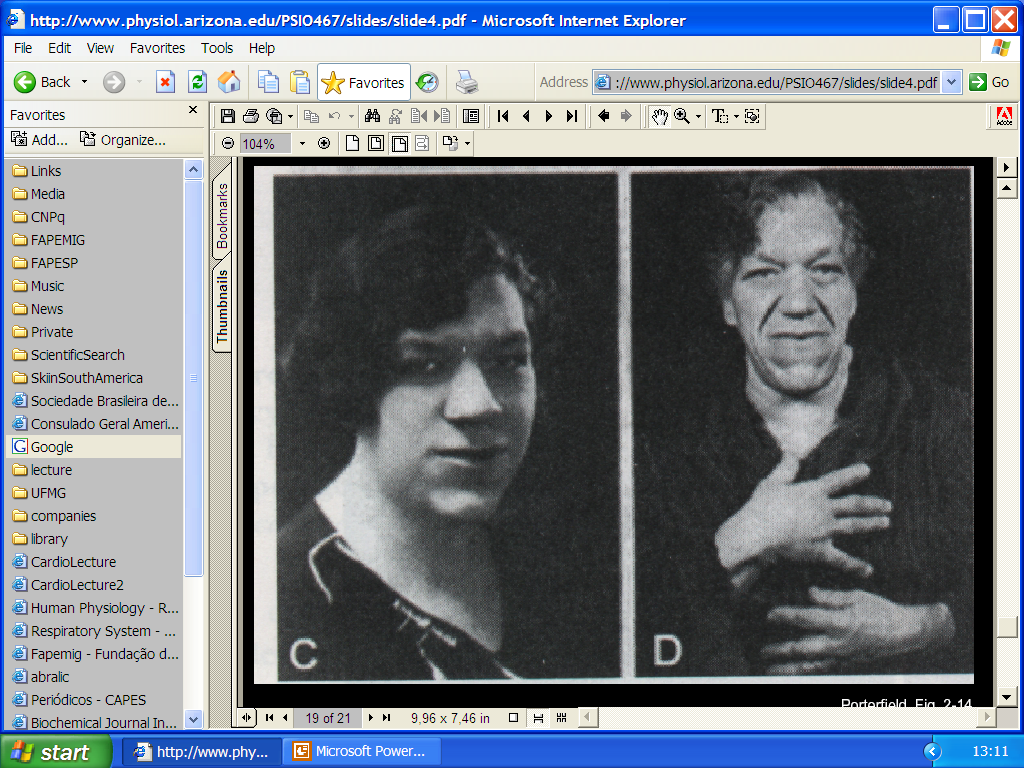 http://www.physiol.arizona.edu/PSIO467/slides/slide4.pdf - Microsoft Internet Explorer
File Edit View Favorites Tools Help
Back Favorites Address ://www.physiol.arizona.edu/PSIO467/slides/slide4.pdf Go
Favorites
Add... Organize...
104%
Links
Media
CNPq
FAPEMIG
FAPESP
Music
News
Private
ScientificSearch
SkiinSouthAmerica
Sociedade Brasileira de...
Consulado Geral Ameri...
Google
lecture
UFMG
companies
library
CardioLecture
CardioLecture2
Human Physiology - R...
Respiratory System - ...
Fapemig - Fundação d...
abralic
Periódicos - CAPES
Biochemical Journal In...
Bookmarks
Thumbnails
C
D
Porterfield, Fig. 2-14
19 of 21 9,96 x 7,46 in
start http://www.phy... Microsoft Power... 13:11